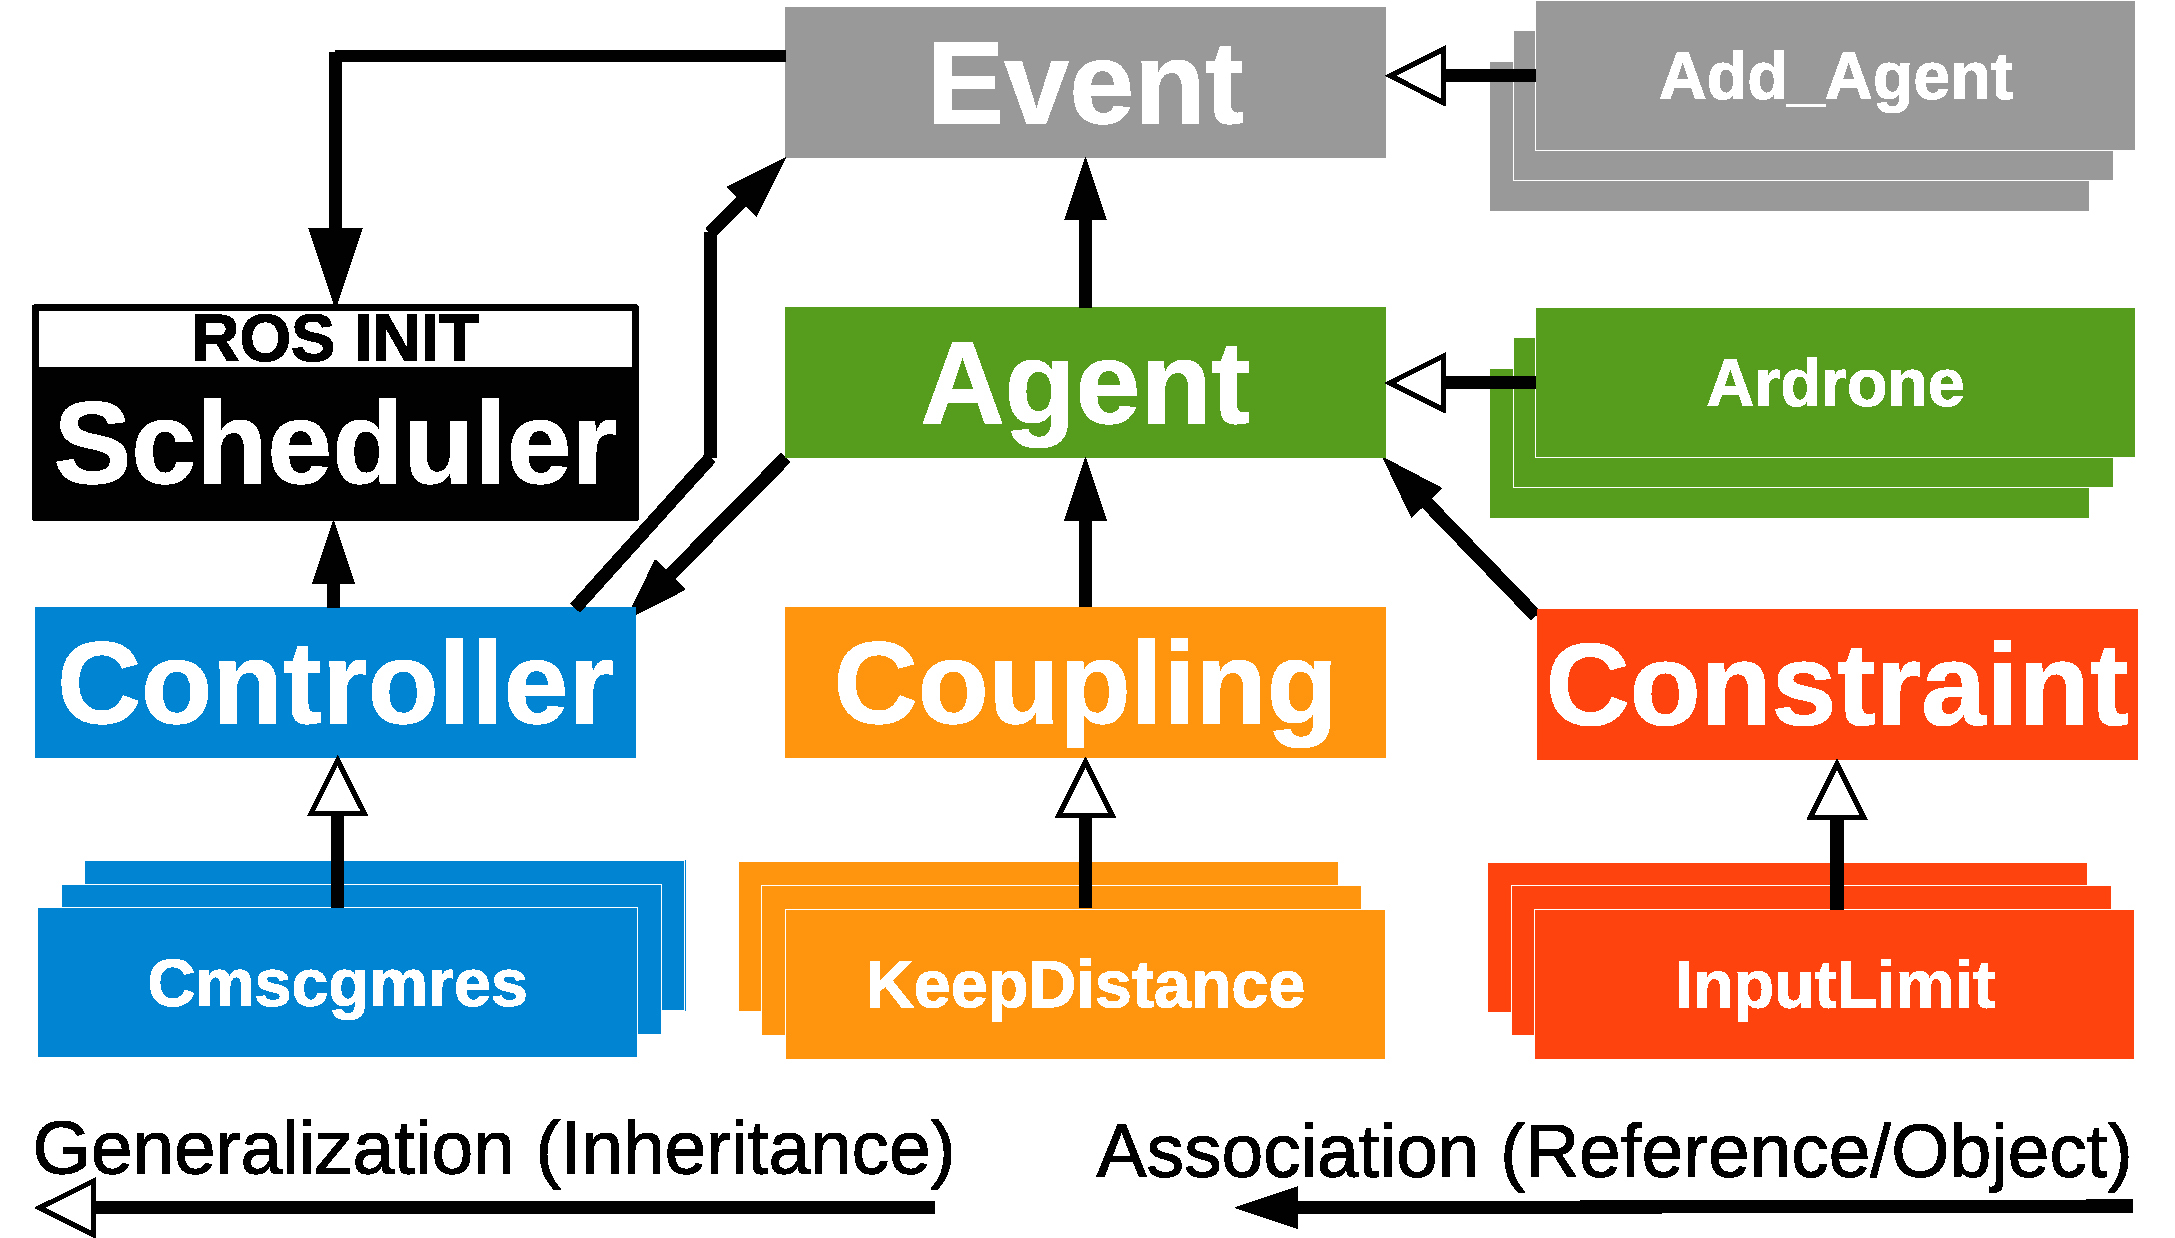 Event
Add_Agent
ROS INIT
Scheduler
Agent
Ardrone
Controller
Coupling
Constraint
Cmscgmres
KeepDistance
InputLimit
Generalization (Inheritance)
Association (Reference/Object)